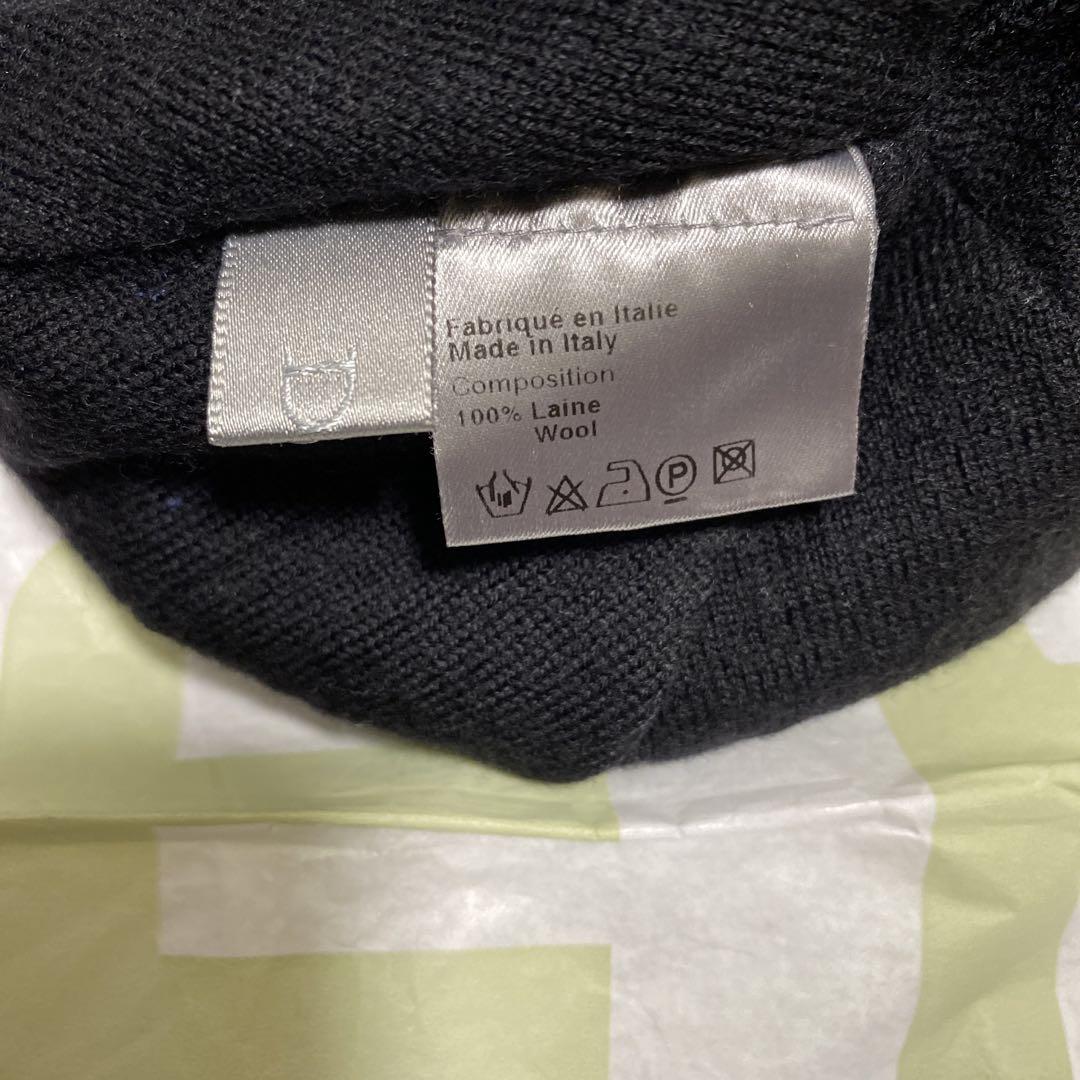 Fabriqué en Italie
Made in Italy
Composition
100% Laine
Wool
P